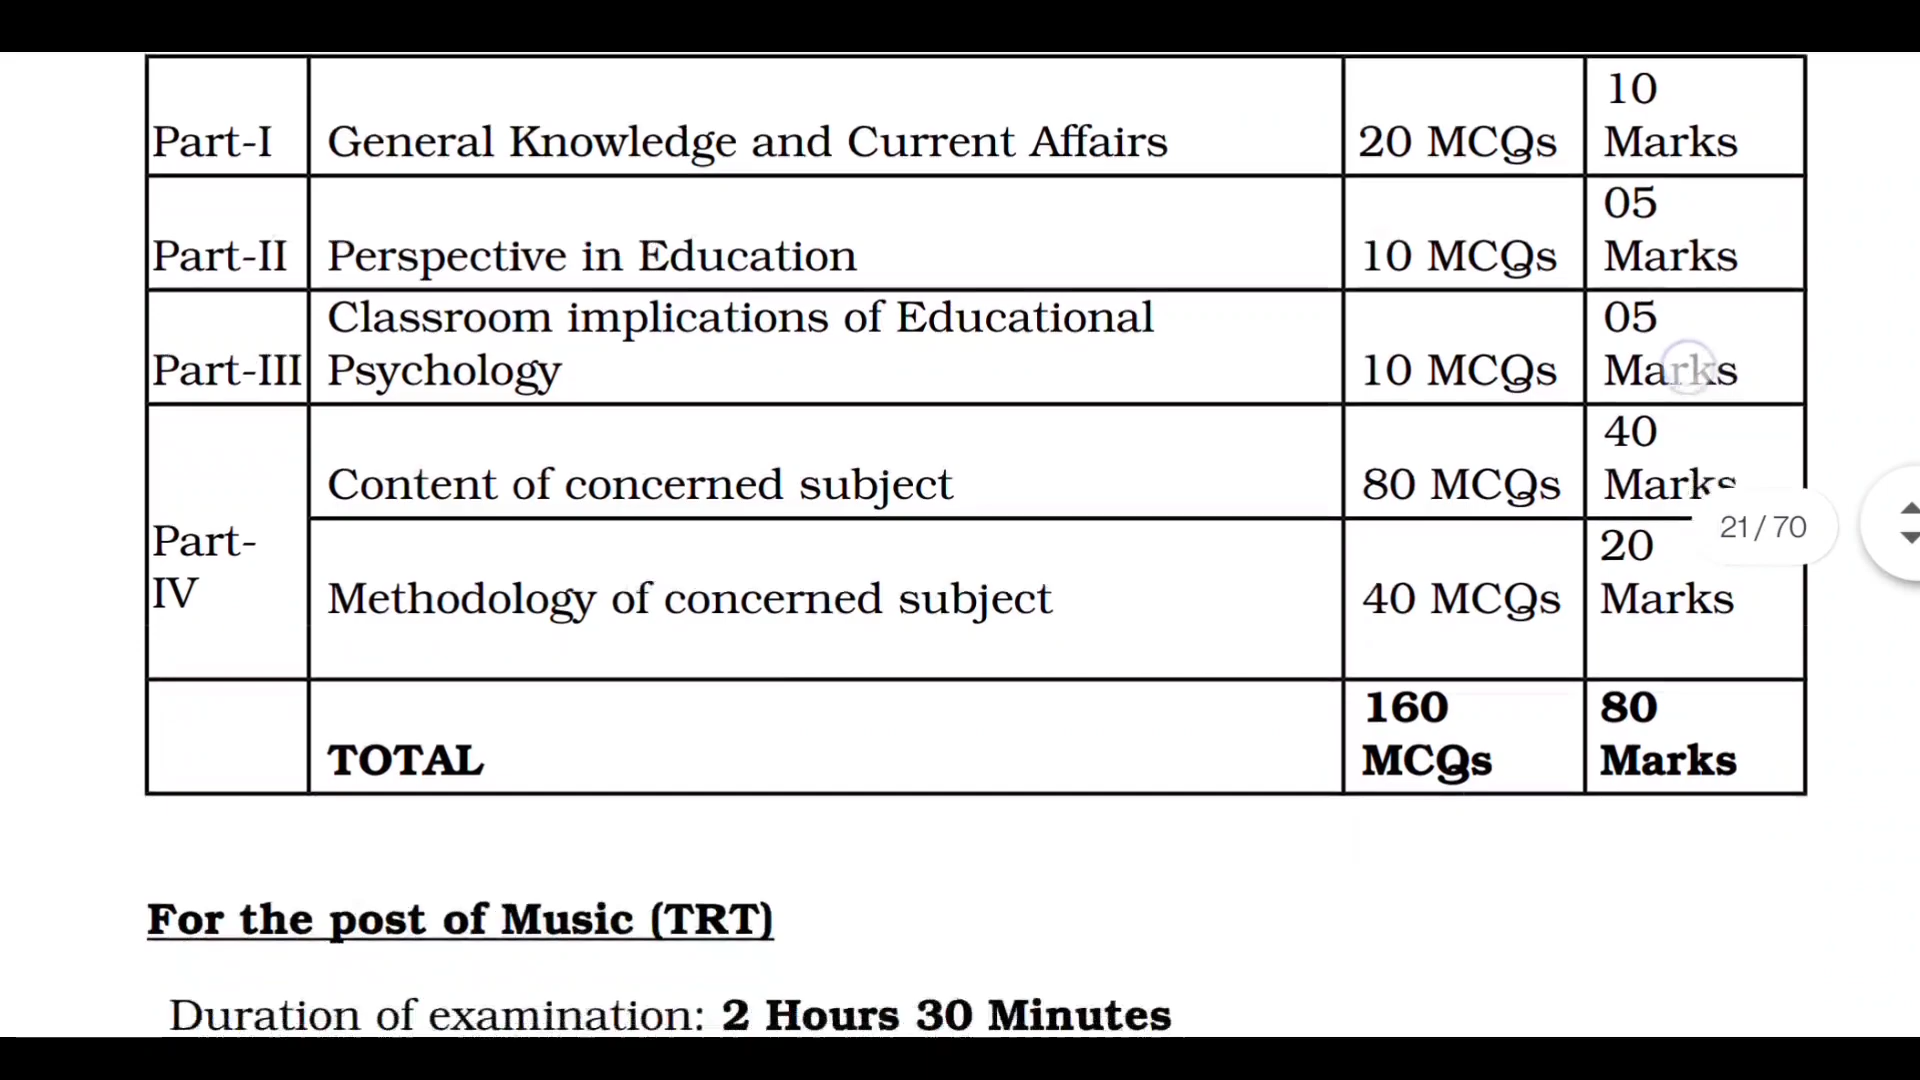 10
Part-I General Knowledge and Current Affairs 20 MCQs Marks
05
Part-II Perspective in Education 10 MCQs Marks
Classroom implications of Educational 05
Part-III Psychology 10 MCQs Marks
40
Content of concerned subject 80 MCQs Marks
Part- 20
IV Methodology of concerned subject 40 MCQs Marks
160 80
TOTAL MCQs Marks
21 / 70
For the post of Music (TRT)
Duration of examination: 2 Hours 30 Minutes